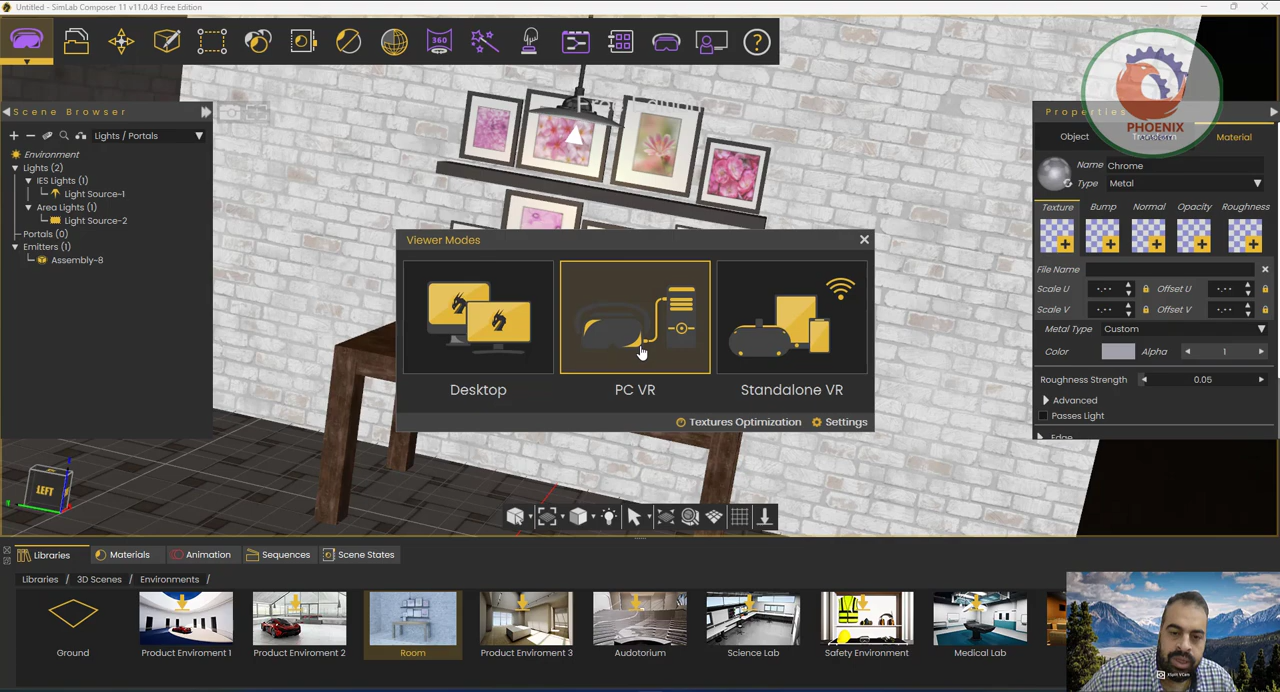 Untitled - SimLab Composer 11 v11.0.43 Free Edition
360
Scene Browser
Lights / Portals
Environment
Lights (2)
IES Lights (1)
Light Source~1
Area Lights (1)
Light Source~2
Portals (0)
Emitters (1)
Assembly~8
Free Edition
PHOENIX
Properties
Object
Material
Name Chrome
Type Metal
Texture Bump Normal Opacity Roughness
File Name
Scale U -.-- Offset U -.--
Scale V -.-- Offset V -.--
Metal Type Custom
Color Alpha 1
Roughness Strength 0.05
Advanced
Passes Light
Edge
Viewer Modes
Desktop PC VR Standalone VR
Textures Optimization Settings
LEFT
Libraries Materials Animation Sequences Scene States
Libraries / 3D Scenes / Environments /
Ground Product Enviroment 1 Product Enviroment 2 Room Product Enviroment 3 Audotorium Science Lab Safety Environment Medical Lab
XSplit VCam